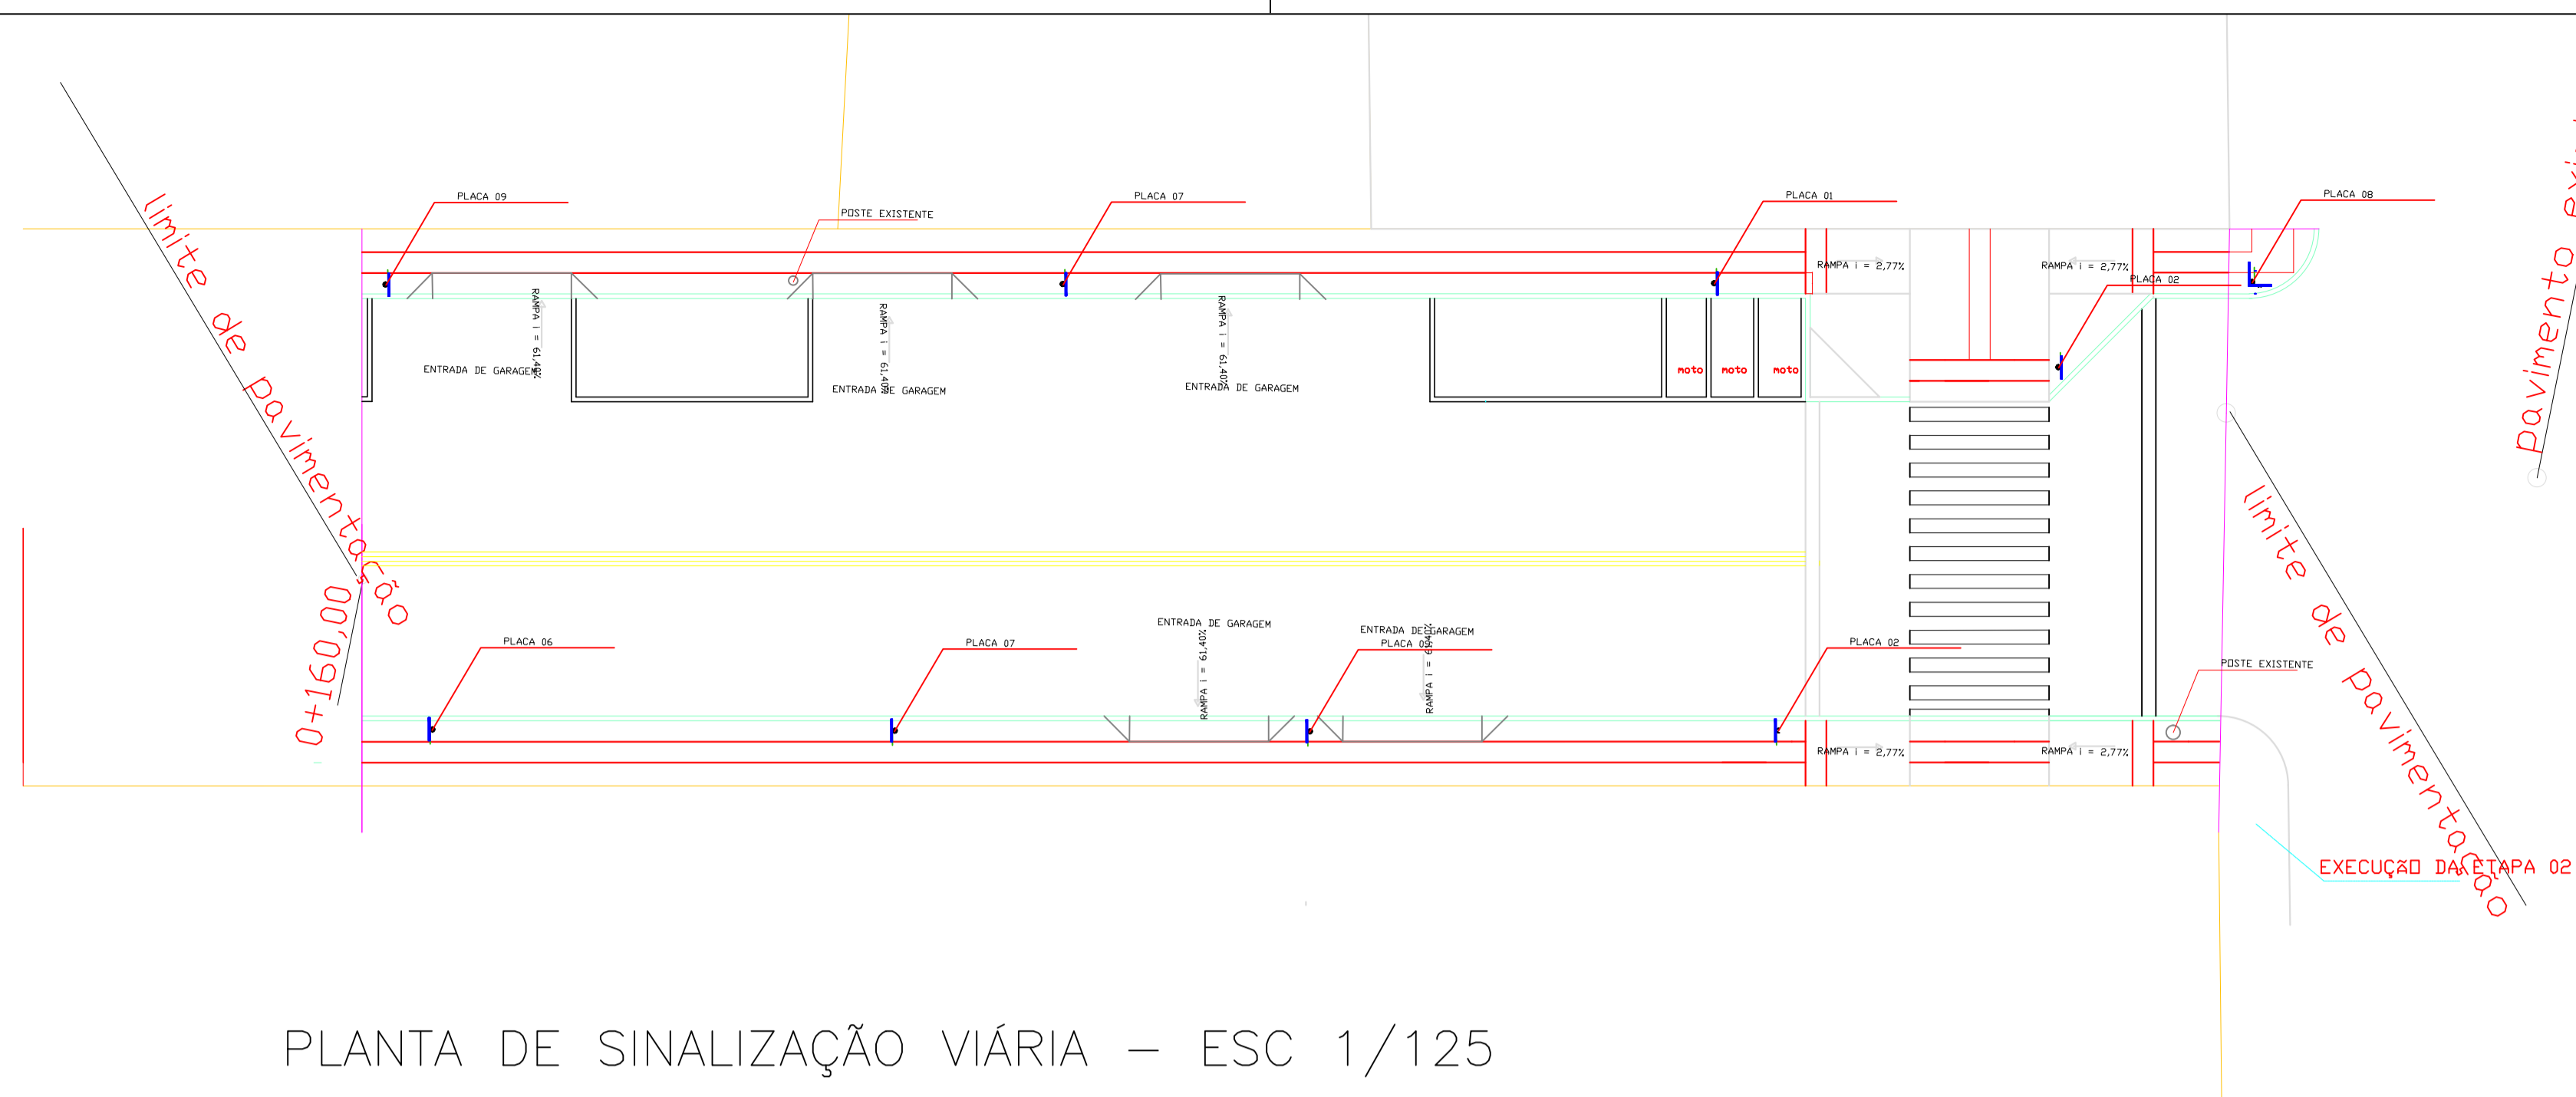 PLACA 09
POSTE EXISTENTE
PLACA 07
PLACA 01
PLACA 08
limite de pavimentação
RAMPA i = 2,77%
RAMPA i = 2,77%
PLACA 02
RAMPA i = 61,40%
RAMPA i = 61,40%
RAMPA i = 61,40%
ENTRADA DE GARAGEM
ENTRADA DE GARAGEM
ENTRADA DE GARAGEM
moto
moto
moto
pavimento
limite de pavimentação
0+160,00
ENTRADA DE GARAGEM
ENTRADA DE GARAGEM
PLACA 06
PLACA 07
PLACA
PLACA 02
RAMPA i = 61,40%
RAMPA i = 61,40%
POSTE EXISTENTE
RAMPA i = 2,77%
RAMPA i = 2,77%
EXECUÇÃO DA ETAPA 02
PLANTA DE SINALIZAÇÃO VIÁRIA - ESC 1/125